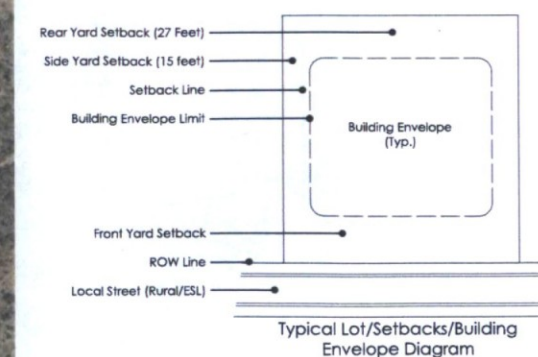 Rear Yard Setback (27 Feet)
Side Yard Setback (15 feet)
Setback Line
Building Envelope Limit
Building Envelope
(Typ.)
Front Yard Setback
ROW Line
Local Street (Rural/ESL)
Typical Lot/Setbacks/Building
Envelope Diagram